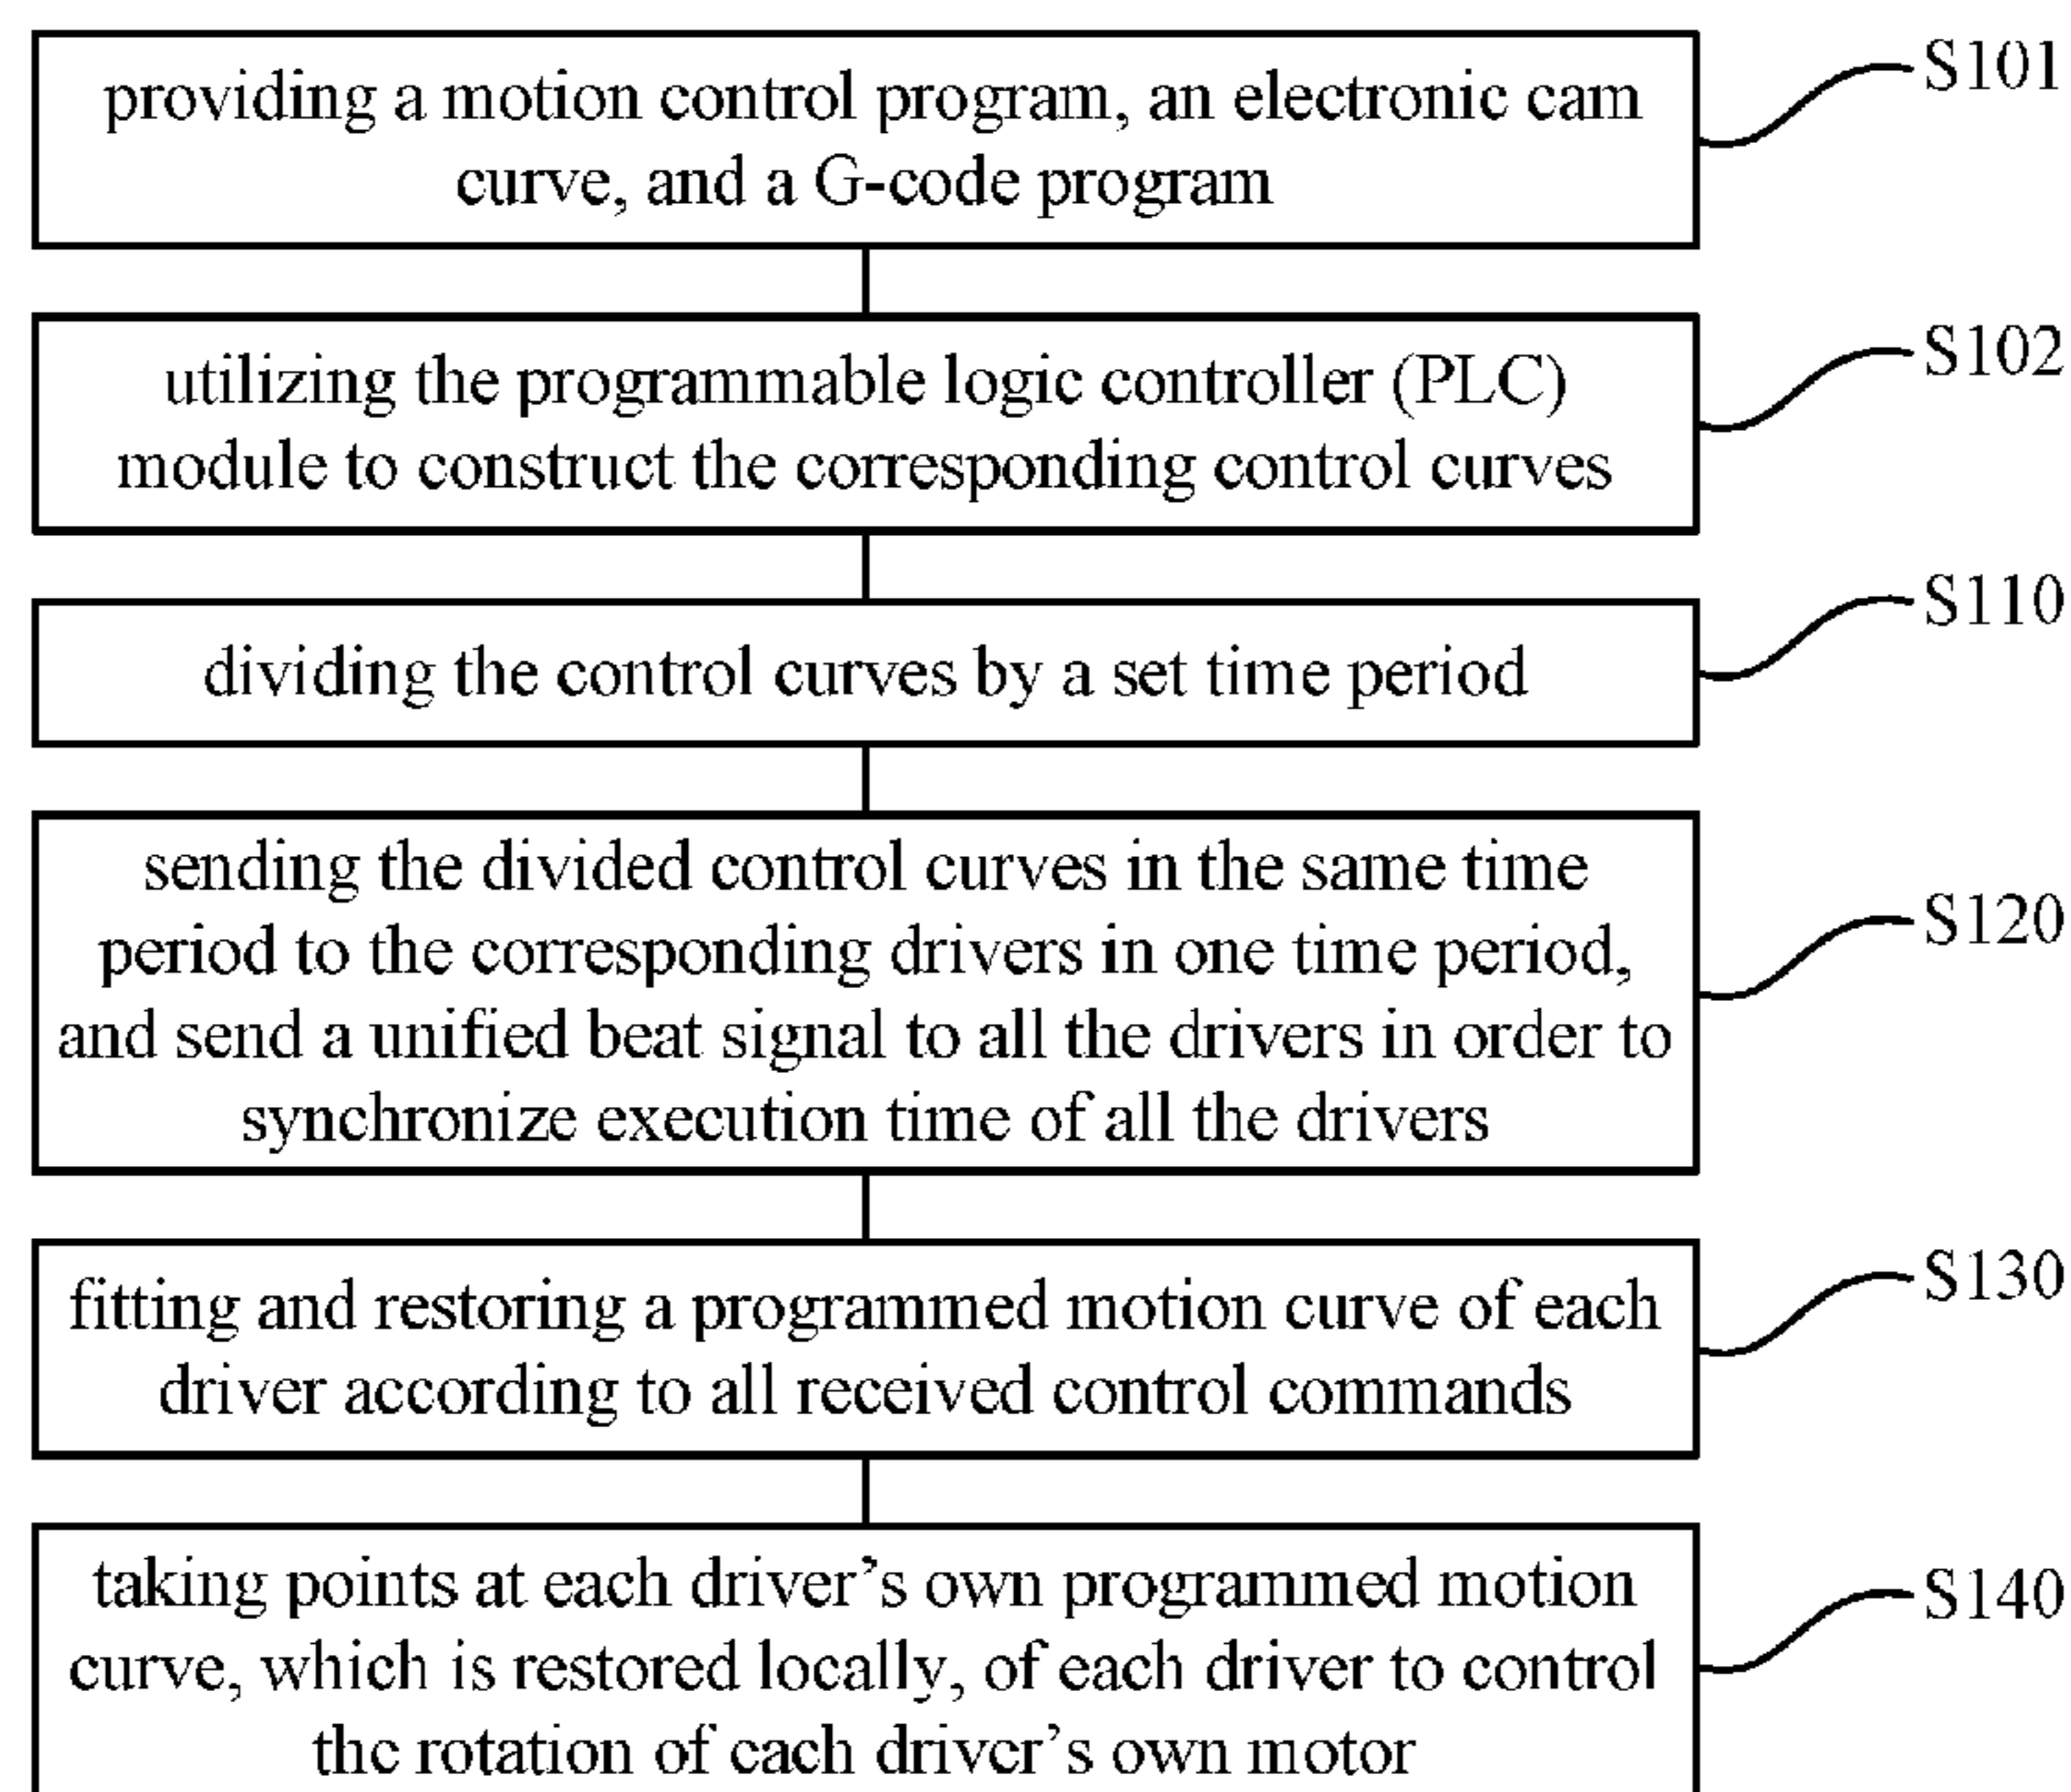 providing a motion control program, an electronic cam
curve, and a G-code program
S101
utilizing the programmable logic controller (PLC)
module to construct the corresponding control curves
S102
dividing the control curves by a set time period
S110
sending the divided control curves in the same time
period to the corresponding drivers in one time period,
and send a unified beat signal to all the drivers in order to
synchronize execution time of all the drivers
S120
fitting and restoring a programmed motion curve of each
driver according to all received control commands
S130
taking points at each driver's own programmed motion
curve, which is restored locally, of each driver to control
the rotation of each driver's own motor
S140